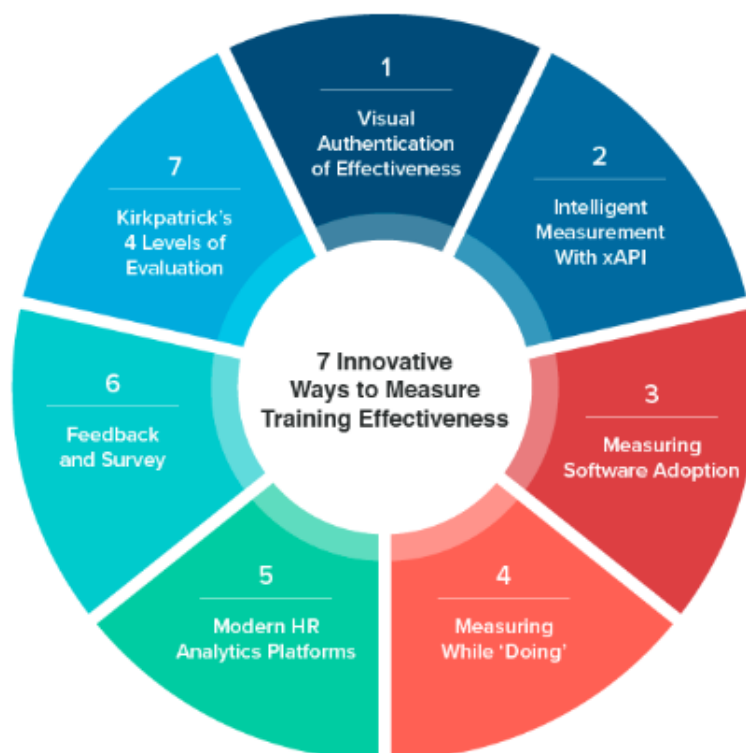 1
Visual
Authentication
of Effectiveness
2
Intelligent
Measurement
With xAPI
3
Measuring
Software Adoption
4
Measuring
While ‘Doing’
5
Modern HR
Analytics Platforms
6
Feedback
and Survey
7
Kirkpatrick’s
4 Levels of
Evaluation
7 Innovative
Ways to Measure
Training Effectiveness